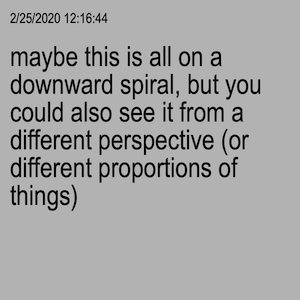 2/25/2020 12:16:44
maybe this is all on a
downward spiral, but you
could also see it from a
different perspective (or
different proportions of
things)